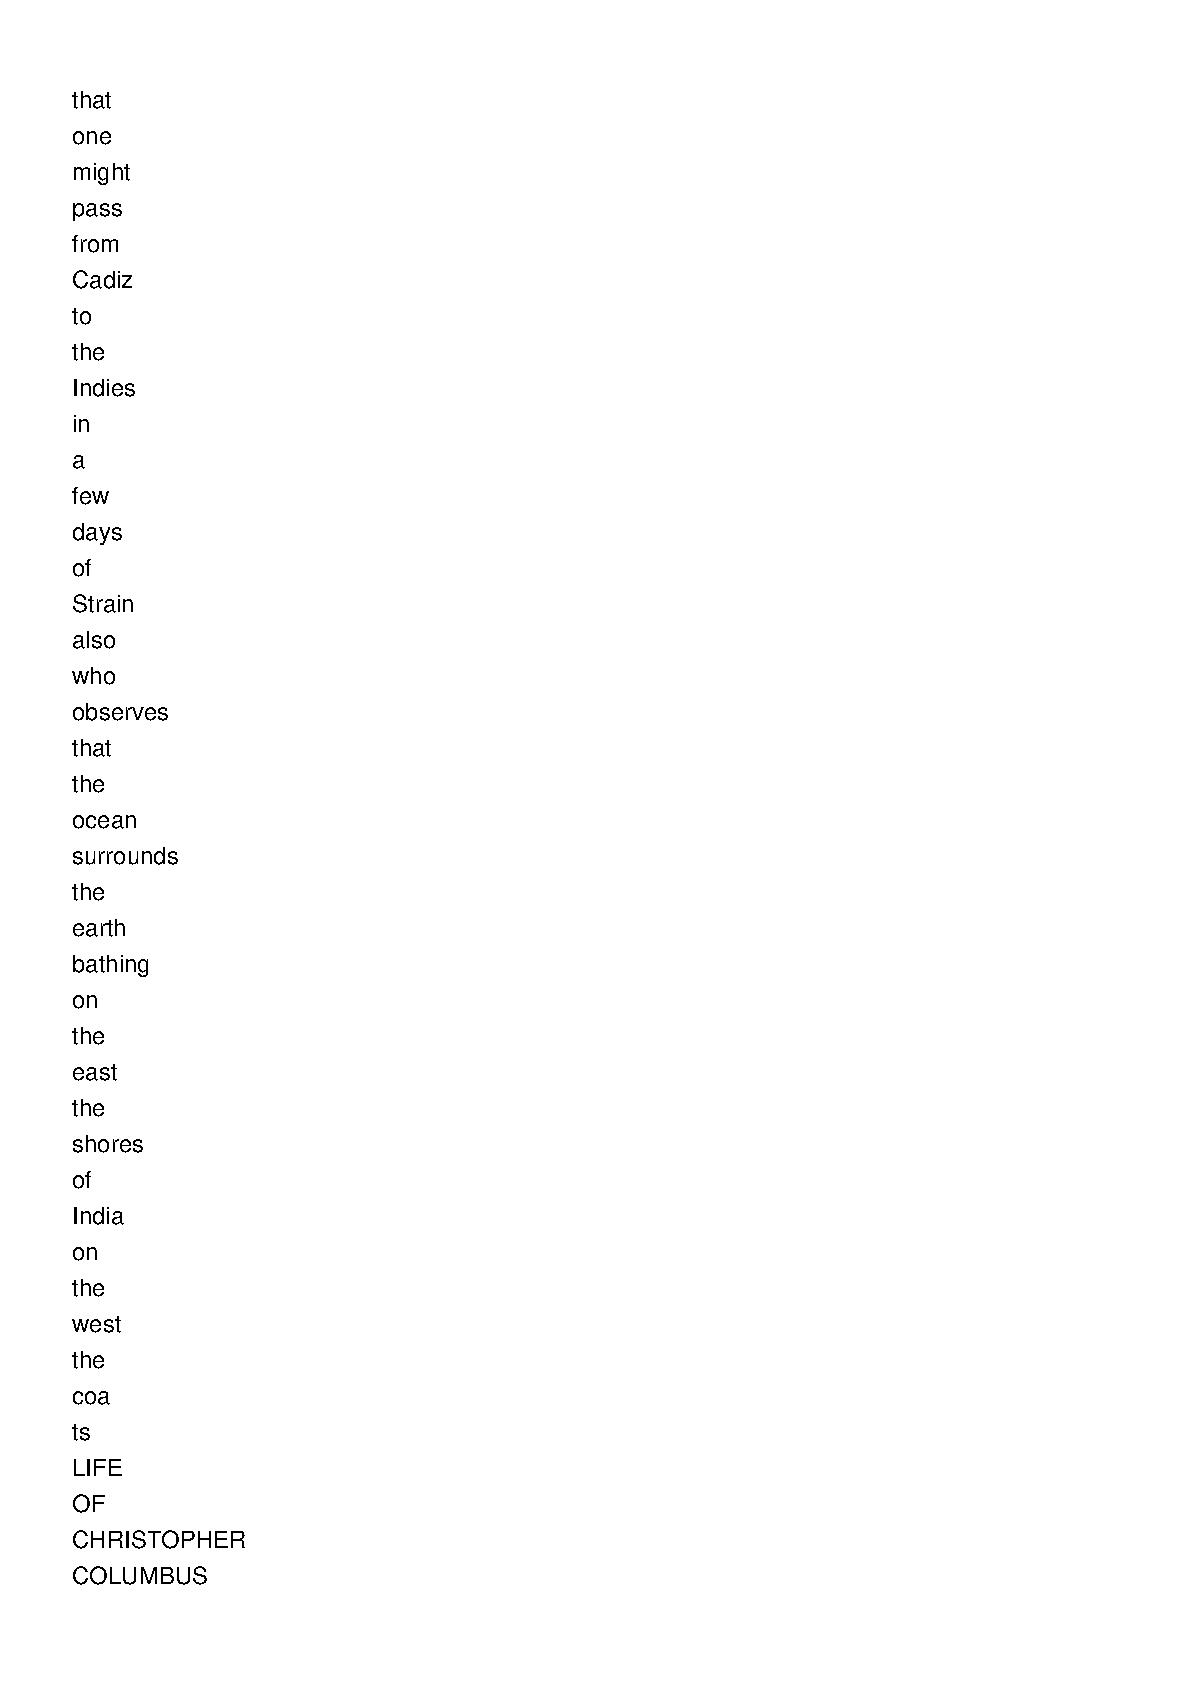 that
one
might
pass
from
Cadiz
to
the
Indies
in
a
few
days
of
Strain
also
who
observes
that
the
ocean
surrounds
the
earth
bathing
on
the
east
the
shores
of
India
on
the
west
the
coa
ts
LIFE
OF
CHRISTOPHER
COLUMBUS